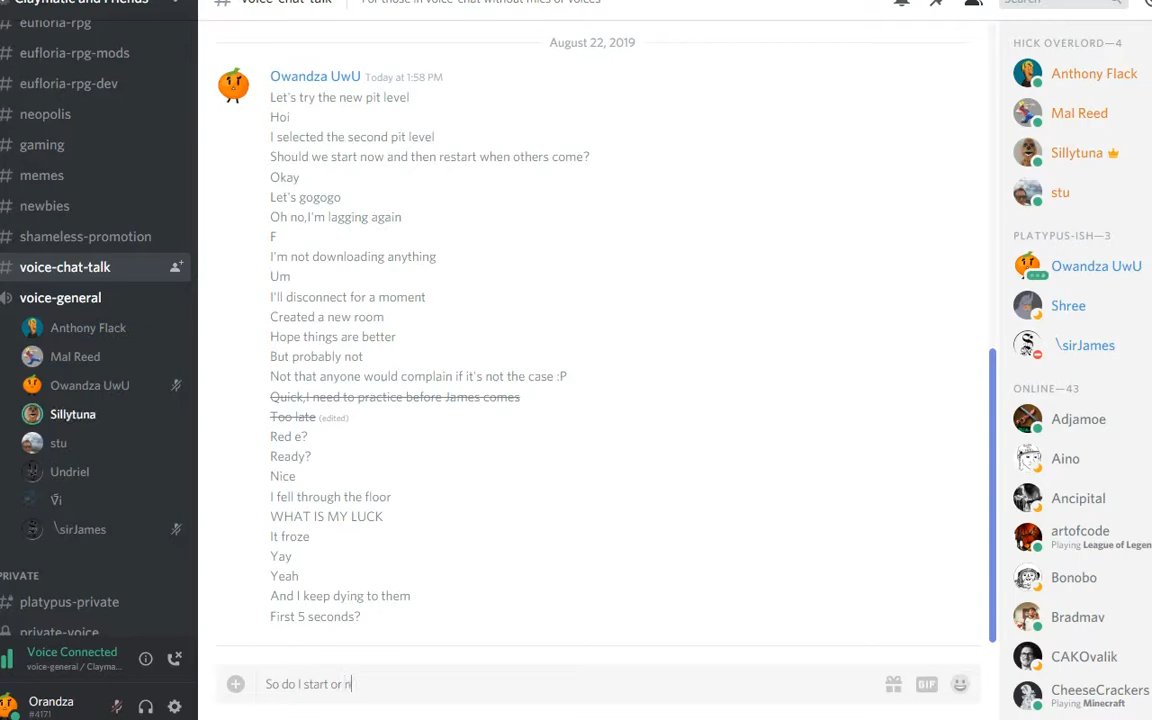 Claymatic and Friends
# voice-chat-talk
For those in voice-chat without mics or voices
Search
# eufloria-rpg
# eufloria-rpg-mods
# eufloria-rpg-dev
# neopolis
# gaming
# memes
# newbies
# shameless-promotion
# voice-chat-talk
voice-general
Anthony Flack
Mal Reed
Owandza UwU
Sillytuna
stu
Undriel
\sirJames
PRIVATE
# platypus-private
private-voice
Voice Connected
voice-general / Clayma...
Orandza
#4171
August 22, 2019
Owandza UwU Today at 1:58 PM
Let's try the new pit level
Hoi
I selected the second pit level
Should we start now and then restart when others come?
Okay
Let's gogogo
Oh no,I'm lagging again
F
I'm not downloading anything
Um
I'll disconnect for a moment
Created a new room
Hope things are better
But probably not
Not that anyone would complain if it's not the case :P
Quick,I need to practice before James comes
Too late (edited)
Red e?
Ready?
Nice
I fell through the floor
WHAT IS MY LUCK
It froze
Yay
Yeah
And I keep dying to them
First 5 seconds?
So do I start or n
GIF
HICK OVERLORD—4
Anthony Flack
Mal Reed
Sillytuna
stu
PLATYPUS-ISH—3
Owandza UwU
Shree
\sirJames
ONLINE—43
Adjamoe
Aino
Ancipital
artofcode
Playing League of Legen
Bonobo
Bradmav
CAKOvalik
CheeseCrackers
Playing Minecraft